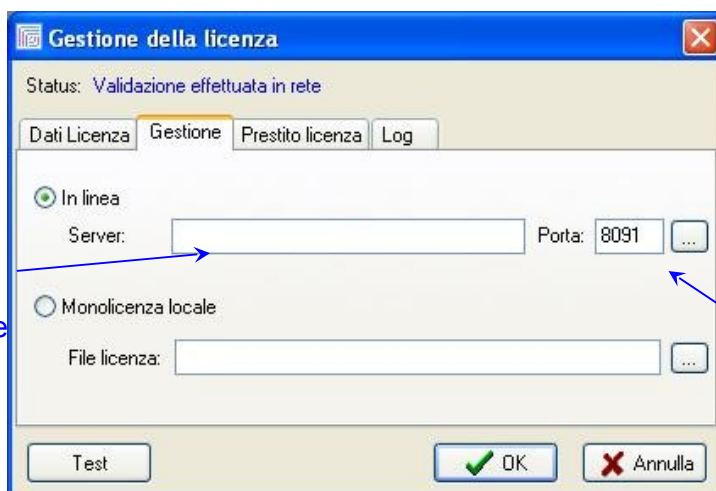 Gestione della licenza
Status: Validazione effettuata in rete
Dati Licenza Gestione Prestito licenza Log
In linea
Server: Porta: 8091 ...
Monolicenza locale
e
File licenza: ...
Test OK Annulla